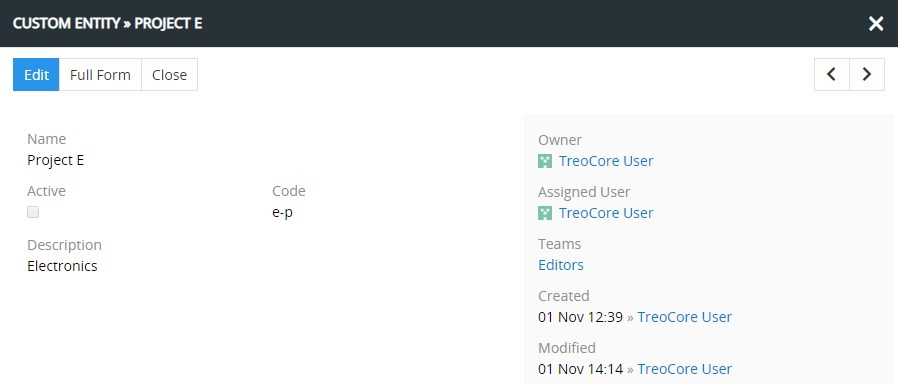 CUSTOM ENTITY » PROJECT E
Edit Full Form Close
Name
Project E
Active Code
e-p
Description
Electronics
Owner
TreoCore User
Assigned User
TreoCore User
Teams
Editors
Created
01 Nov 12:39 » TreoCore User
Modified
01 Nov 14:14 » TreoCore User